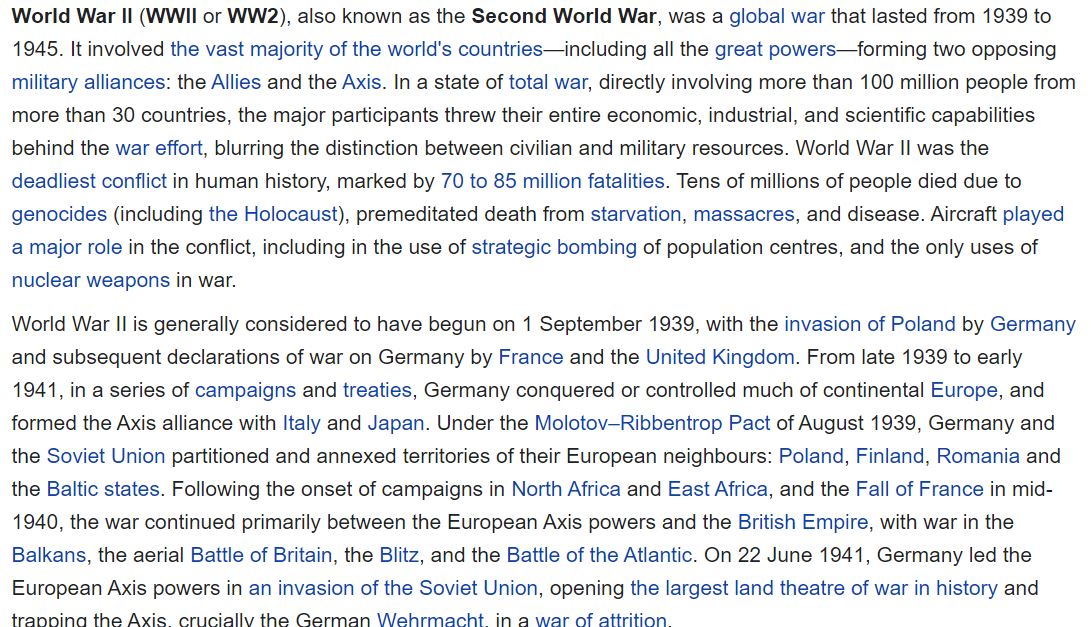 World War II (WWII or WW2), also known as the Second World War, was a global war that lasted from 1939 to
1945. It involved the vast majority of the world's countries—including all the great powers—forming two opposing
military alliances: the Allies and the Axis. In a state of total war, directly involving more than 100 million people from
more than 30 countries, the major participants threw their entire economic, industrial, and scientific capabilities
behind the war effort, blurring the distinction between civilian and military resources. World War II was the
deadliest conflict in human history, marked by 70 to 85 million fatalities. Tens of millions of people died due to
genocides (including the Holocaust), premeditated death from starvation, massacres, and disease. Aircraft played
a major role in the conflict, including in the use of strategic bombing of population centres, and the only uses of
nuclear weapons in war.
World War II is generally considered to have begun on 1 September 1939, with the invasion of Poland by Germany
and subsequent declarations of war on Germany by France and the United Kingdom. From late 1939 to early
1941, in a series of campaigns and treaties, Germany conquered or controlled much of continental Europe, and
formed the Axis alliance with Italy and Japan. Under the Molotov–Ribbentrop Pact of August 1939, Germany and
the Soviet Union partitioned and annexed territories of their European neighbours: Poland, Finland, Romania and
the Baltic states. Following the onset of campaigns in North Africa and East Africa, and the Fall of France in mid-
1940, the war continued primarily between the European Axis powers and the British Empire, with war in the
Balkans, the aerial Battle of Britain, the Blitz, and the Battle of the Atlantic. On 22 June 1941, Germany led the
European Axis powers in an invasion of the Soviet Union, opening the largest land theatre of war in history and
trapping the Axis, crucially the German Wehrmacht, in a war of attrition.